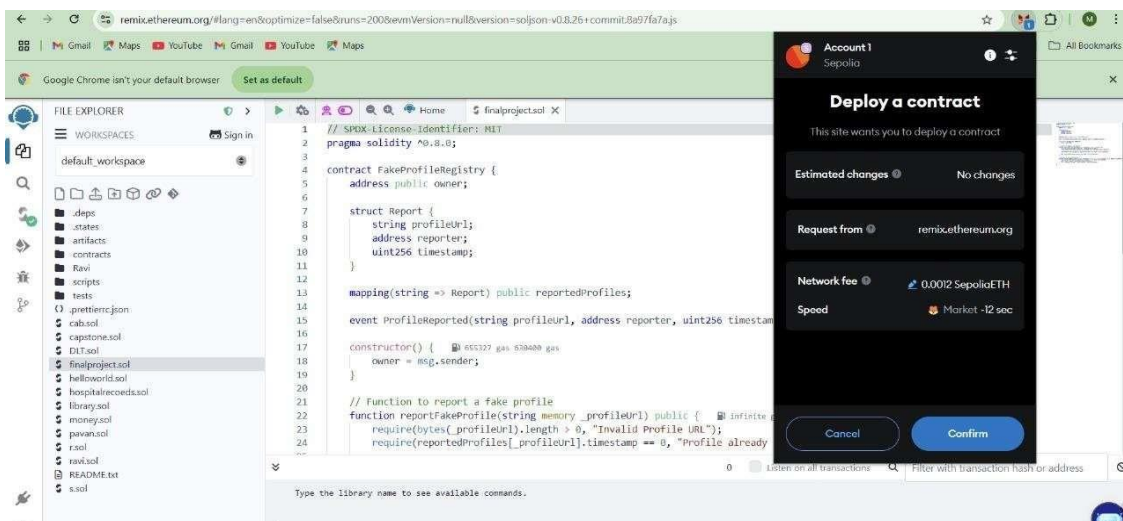 remix.ethereum.org/#lang=en&optimize=false&runs=200&evmVersion=null&version=soljson-v0.8.26+commit.8a97fa7a.js
Gmail Maps YouTube Gmail YouTube Maps All Bookmarks
Google Chrome isn't your default browser Set as default
FILE EXPLORER
WORKSPACES Sign in
default_workspace
.deps
.states
artifacts
contracts
Ravi
scripts
tests
.prettierrc.json
cab.sol
capstone.sol
DLT.sol
finalproject.sol
helloworld.sol
hospitalrecoeds.sol
library.sol
money.sol
pavan.sol
r.sol
ravi.sol
README.txt
s.sol
Home finalproject.sol
1 // SPDX-License-Identifier: MIT
2 pragma solidity ^0.8.0;
3
4 contract FakeProfileRegistry {
5 address public owner;
6
7 struct Report {
8 string profileUrl;
9 address reporter;
10 uint256 timestamp;
11 }
12
13 mapping(string => Report) public reportedProfiles;
14
15 event ProfileReported(string profileUrl, address reporter, uint256 timestam
16
17 constructor() { 655327 gas 630400 gas
18 owner = msg.sender;
19 }
20
21 // Function to report a fake profile
22 function reportFakeProfile(string memory _profileUrl) public { infinite g
23 require(bytes(_profileUrl).length > 0, "Invalid Profile URL");
24 require(reportedProfiles[_profileUrl].timestamp == 0, "Profile already
0 Listen on all transactions Filter with transaction hash or address
Type the library name to see available commands.
Account 1
Sepolia
Deploy a contract
This site wants you to deploy a contract
Estimated changes No changes
Request from remix.ethereum.org
Network fee 0.0012 SepoliaETH
Speed Market ~12 sec
Cancel Confirm